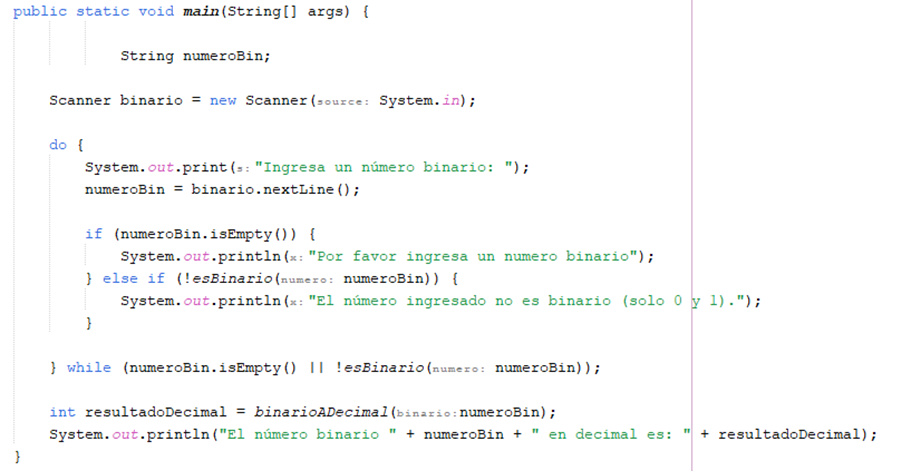 public static void main(String[] args) {
String numeroBin;
Scanner binario = new Scanner(source: System.in);
do {
System.out.print(s: "Ingresa un número binario: ");
numeroBin = binario.nextLine();
if (numeroBin.isEmpty()) {
System.out.println(x: "Por favor ingresa un numero binario");
} else if (!esBinario(numero: numeroBin)) {
System.out.println(x: "El número ingresado no es binario (solo 0 y 1).");
}
} while (numeroBin.isEmpty() || !esBinario(numero: numeroBin));
int resultadoDecimal = binarioADecimal(binario:numeroBin);
System.out.println("El número binario " + numeroBin + " en decimal es: " + resultadoDecimal);
}